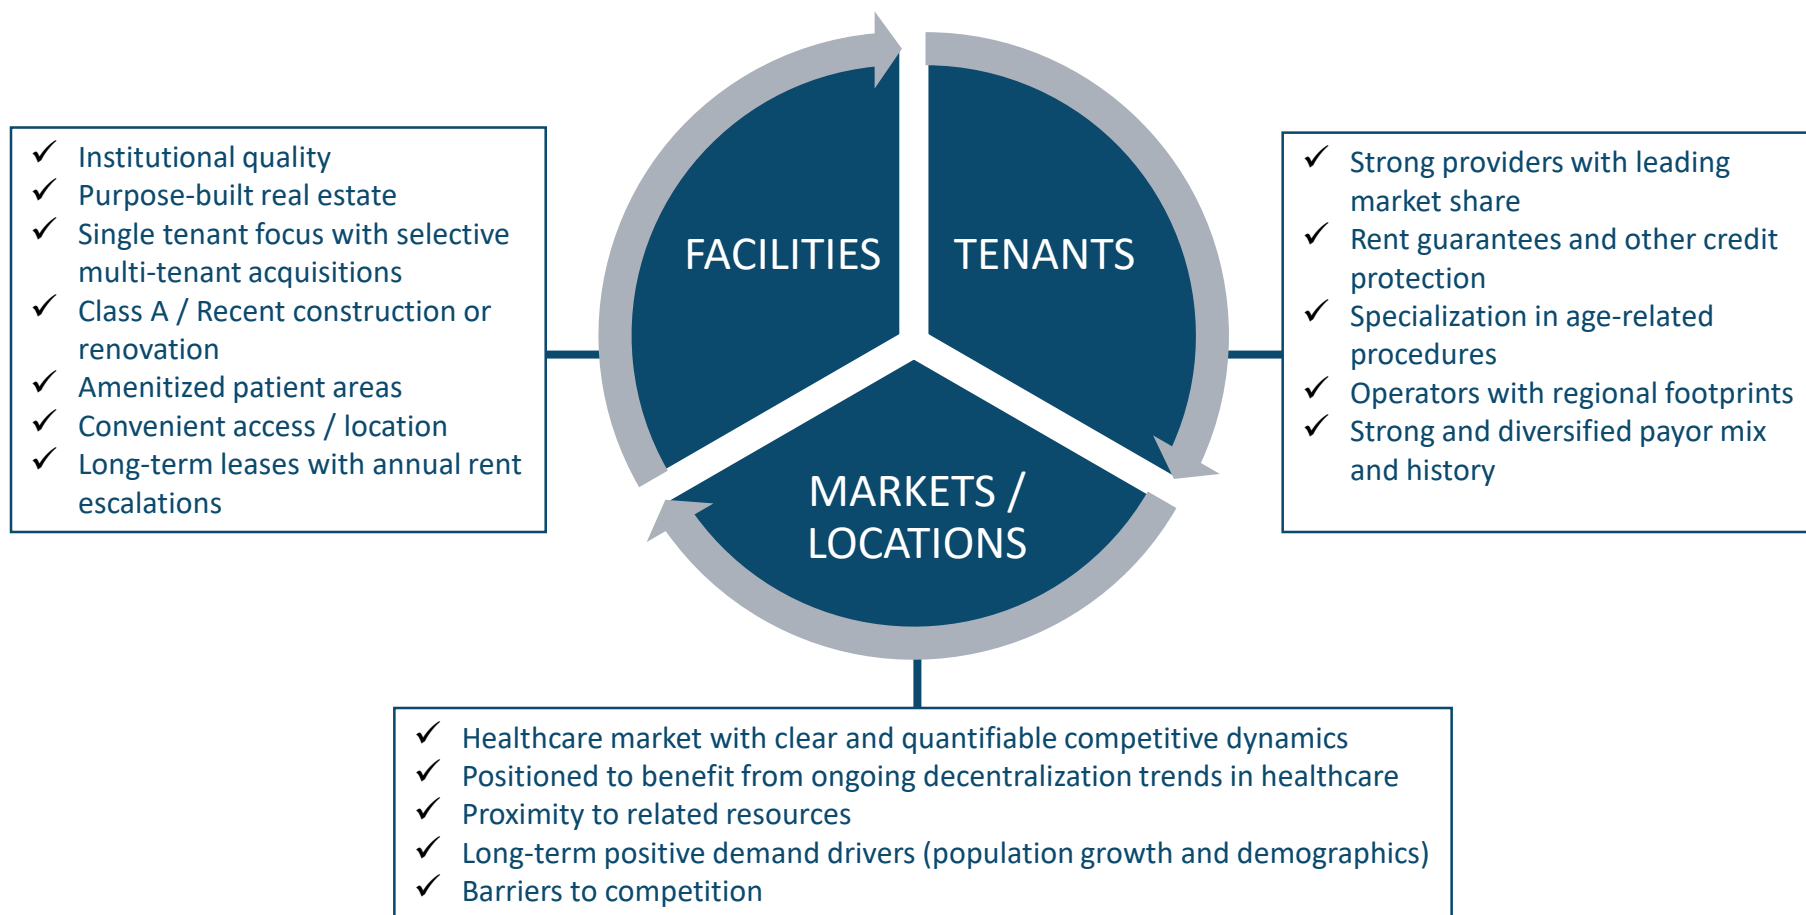 FACILITIES
TENANTS
MARKETS /
LOCATIONS
✓ Institutional quality
✓ Purpose-built real estate
✓ Single tenant focus with selective
multi-tenant acquisitions
✓ Class A / Recent construction or
renovation
✓ Amenitized patient areas
✓ Convenient access / location
✓ Long-term leases with annual rent
escalations
✓ Strong providers with leading
market share
✓ Rent guarantees and other credit
protection
✓ Specialization in age-related
procedures
✓ Operators with regional footprints
✓ Strong and diversified payor mix
and history
✓ Healthcare market with clear and quantifiable competitive dynamics
✓ Positioned to benefit from ongoing decentralization trends in healthcare
✓ Proximity to related resources
✓ Long-term positive demand drivers (population growth and demographics)
✓ Barriers to competition